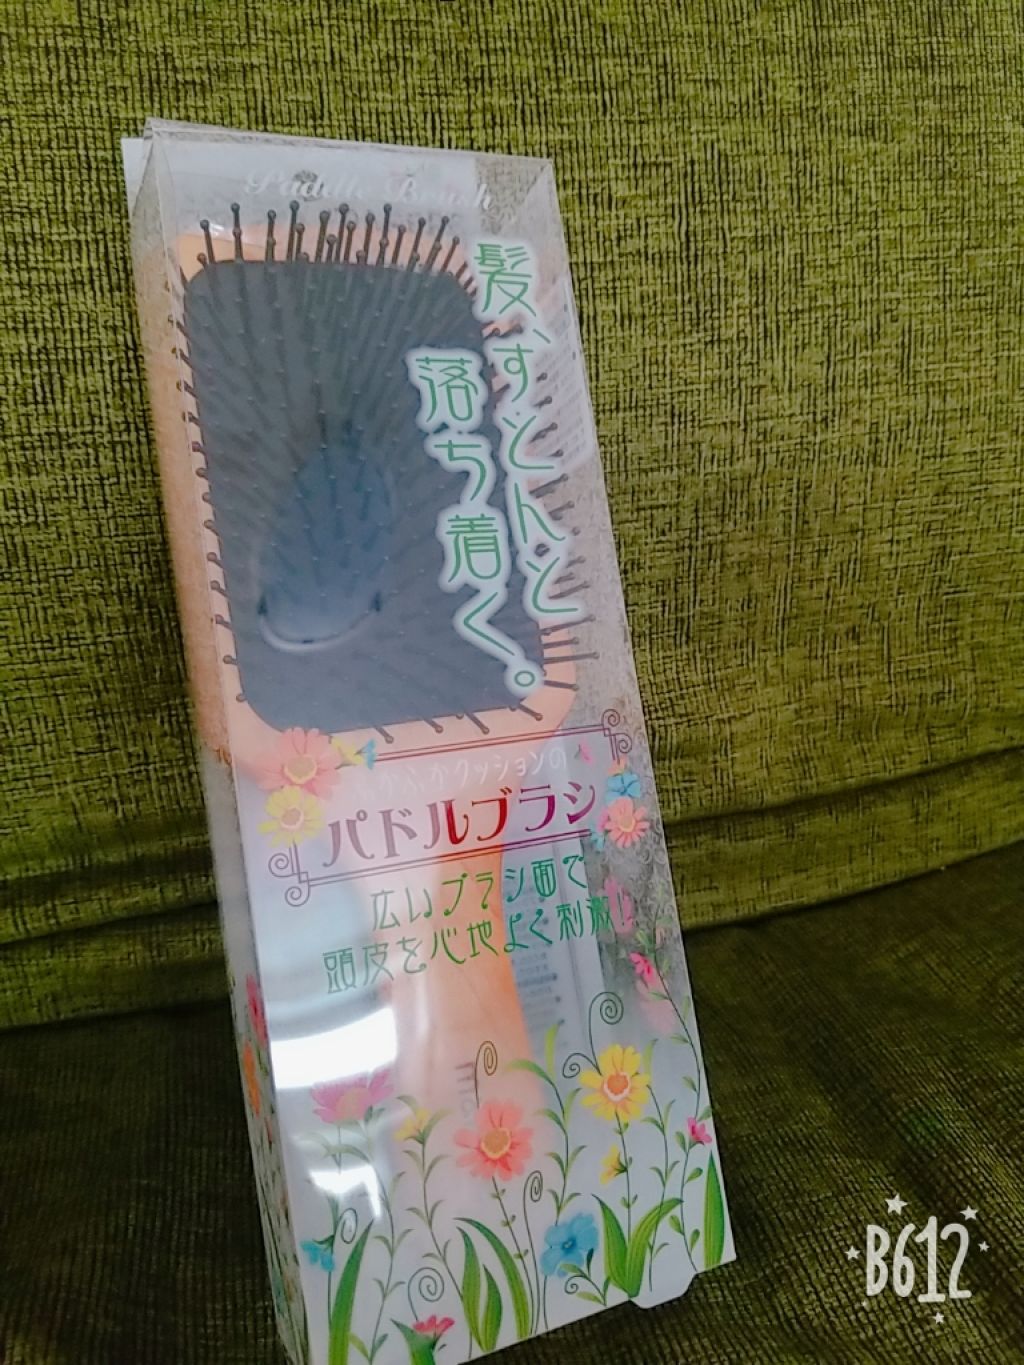 Paddle Brush
髪、すとんと
落ち着く。
ふかふかクッションの
パドルブラシ
広いブラシ面で
頭皮を心地よく刺激!
B612